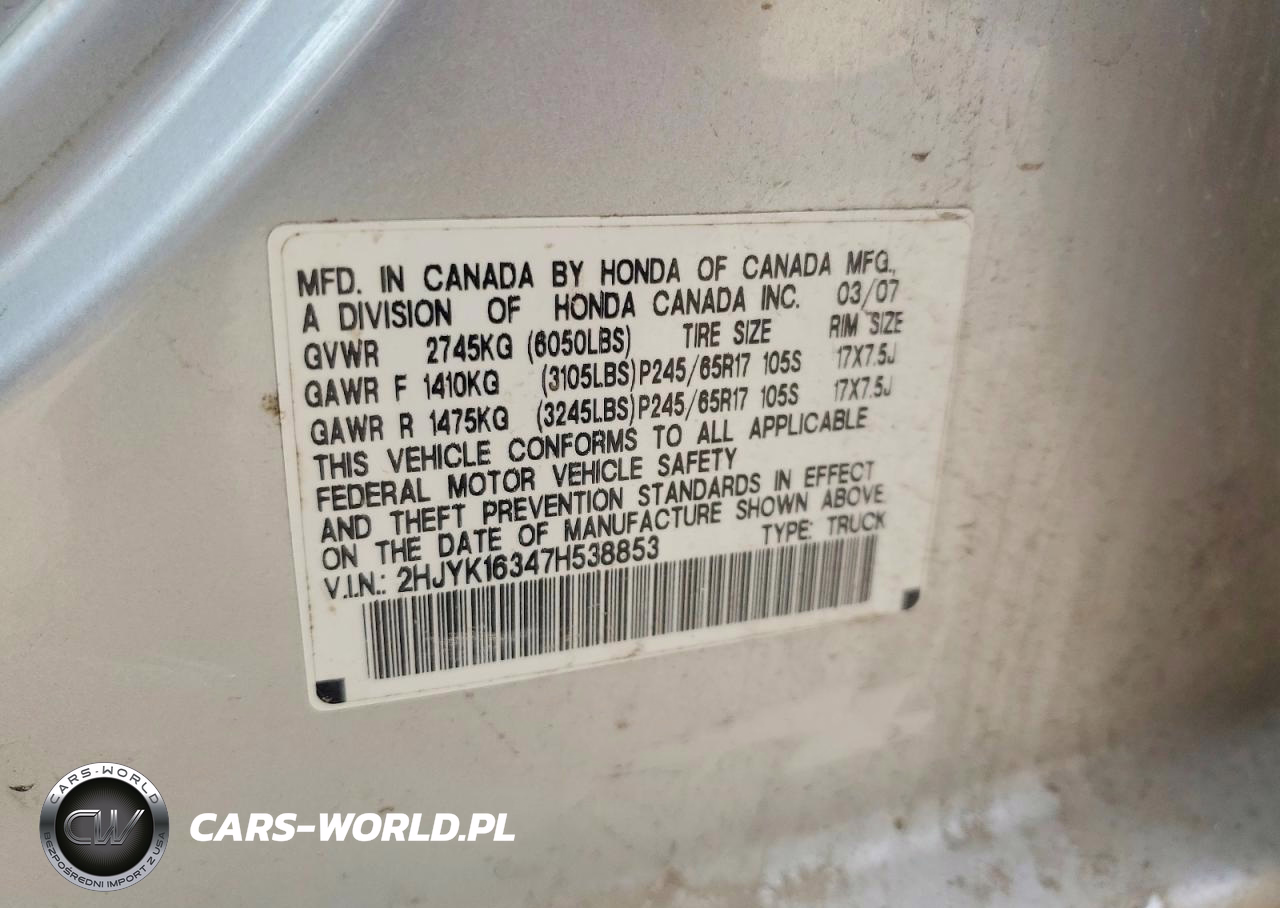 MFD. IN CANADA BY HONDA OF CANADA MFG.,
A DIVISION OF HONDA CANADA INC. 03/07
GVWR 2745KG (6050LBS) TIRE SIZE RIM SIZE
GAWR F 1410KG (3105LBS) P245/65R17 105S 17X7.5J
GAWR R 1475KG (3245LBS) P245/65R17 105S 17X7.5J
THIS VEHICLE CONFORMS TO ALL APPLICABLE
FEDERAL MOTOR VEHICLE SAFETY
AND THEFT PREVENTION STANDARDS IN EFFECT
ON THE DATE OF MANUFACTURE SHOWN ABOVE
V.I.N.: 2HJYK16347H538853 TYPE: TRUCK
CARS-WORLD
CW
BEZPOŚREDNI IMPORT Z USA
CARS-WORLD.PL